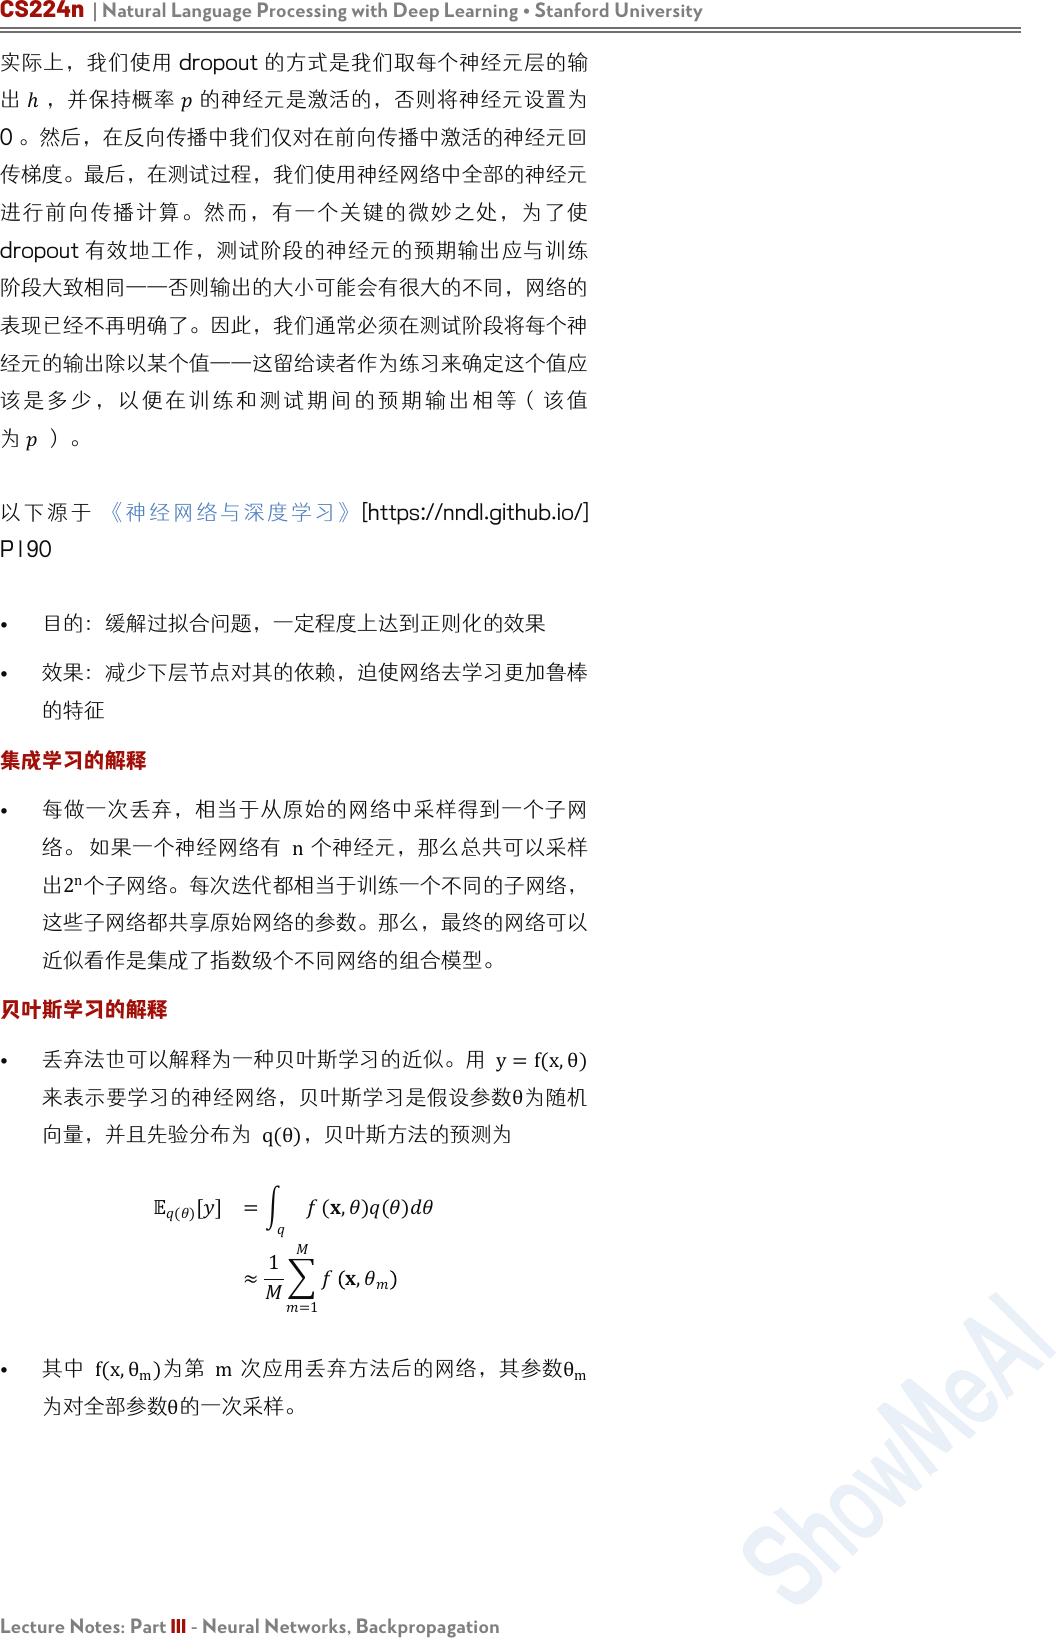 CS224n | Natural Language Processing with Deep Learning • Stanford University
实际上，我们使用 dropout 的方式是我们取每个神经元层的输
出 h ，并保持概率 p 的神经元是激活的，否则将神经元设置为
0 。然后，在反向传播中我们仅对在前向传播中激活的神经元回
传梯度。最后，在测试过程，我们使用神经网络中全部的神经元
进行前向传播计算。然而，有一个关键的微妙之处，为了使
dropout 有效地工作，测试阶段的神经元的预期输出应与训练
阶段大致相同——否则输出的大小可能会有很大的不同，网络的
表现已经不再明确了。因此，我们通常必须在测试阶段将每个神
经元的输出除以某个值——这留给读者作为练习来确定这个值应
该是多少，以便在训练和测试期间的预期输出相等（该值
为 p ）。
以下源于 《神经网络与深度学习》[https://nndl.github.io/]
P190
• 目的：缓解过拟合问题，一定程度上达到正则化的效果
• 效果：减少下层节点对其的依赖，迫使网络去学习更加鲁棒
的特征
集成学习的解释
• 每做一次丢弃，相当于从原始的网络中采样得到一个子网
络。 如果一个神经网络有 n 个神经元，那么总共可以采样
出2ⁿ个子网络。每次迭代都相当于训练一个不同的子网络，
这些子网络都共享原始网络的参数。那么，最终的网络可以
近似看作是集成了指数级个不同网络的组合模型。
贝叶斯学习的解释
• 丢弃法也可以解释为一种贝叶斯学习的近似。用 y = f(x, θ)
来表示要学习的神经网络，贝叶斯学习是假设参数θ为随机
向量，并且先验分布为 q(θ)，贝叶斯方法的预测为
𝔼_{q(θ)}[y] = ∫_q f (𝐱, θ)q(θ)dθ
≈ \frac{1}{M} ∑_{m=1}^{M} f (𝐱, θ_m)
• 其中 f(x, θ_m)为第 m 次应用丢弃方法后的网络，其参数θ_m
为对全部参数θ的一次采样。
ShowMeAI
Lecture Notes: Part III - Neural Networks, Backpropagation